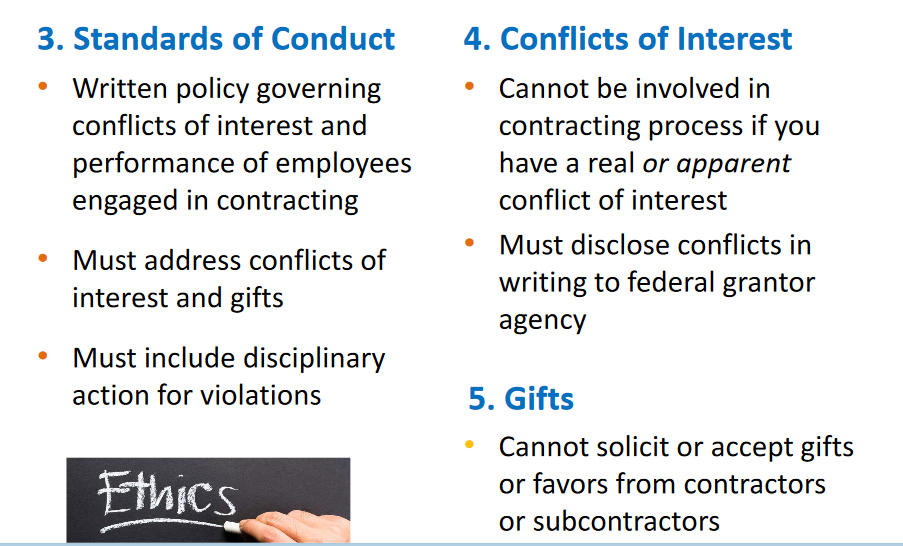 3. Standards of Conduct
• Written policy governing
conflicts of interest and
performance of employees
engaged in contracting
• Must address conflicts of
interest and gifts
• Must include disciplinary
action for violations
Ethics
4. Conflicts of Interest
• Cannot be involved in
contracting process if you
have a real or apparent
conflict of interest
• Must disclose conflicts in
writing to federal grantor
agency
5. Gifts
• Cannot solicit or accept gifts
or favors from contractors
or subcontractors